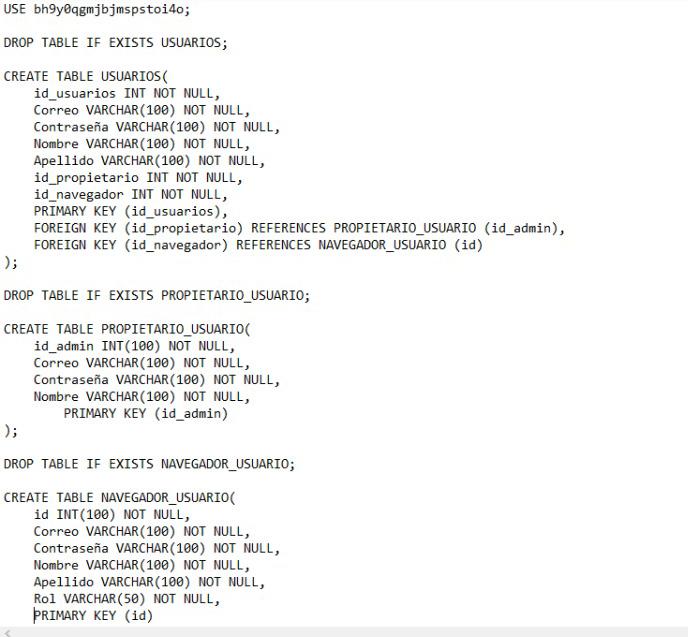 USE bh9y0qgmjbjmspstoi4o;
DROP TABLE IF EXISTS USUARIOS;
CREATE TABLE USUARIOS(
id_usuarios INT NOT NULL,
Correo VARCHAR(100) NOT NULL,
Contraseña VARCHAR(100) NOT NULL,
Nombre VARCHAR(100) NOT NULL,
Apellido VARCHAR(100) NOT NULL,
id_propietario INT NOT NULL,
id_navegador INT NOT NULL,
PRIMARY KEY (id_usuarios),
FOREIGN KEY (id_propietario) REFERENCES PROPIETARIO_USUARIO (id_admin),
FOREIGN KEY (id_navegador) REFERENCES NAVEGADOR_USUARIO (id)
);
DROP TABLE IF EXISTS PROPIETARIO_USUARIO;
CREATE TABLE PROPIETARIO_USUARIO(
id_admin INT(100) NOT NULL,
Correo VARCHAR(100) NOT NULL,
Contraseña VARCHAR(100) NOT NULL,
Nombre VARCHAR(100) NOT NULL,
PRIMARY KEY (id_admin)
);
DROP TABLE IF EXISTS NAVEGADOR_USUARIO;
CREATE TABLE NAVEGADOR_USUARIO(
id INT(100) NOT NULL,
Correo VARCHAR(100) NOT NULL,
Contraseña VARCHAR(100) NOT NULL,
Nombre VARCHAR(100) NOT NULL,
Apellido VARCHAR(100) NOT NULL,
Rol VARCHAR(50) NOT NULL,
PRIMARY KEY (id)